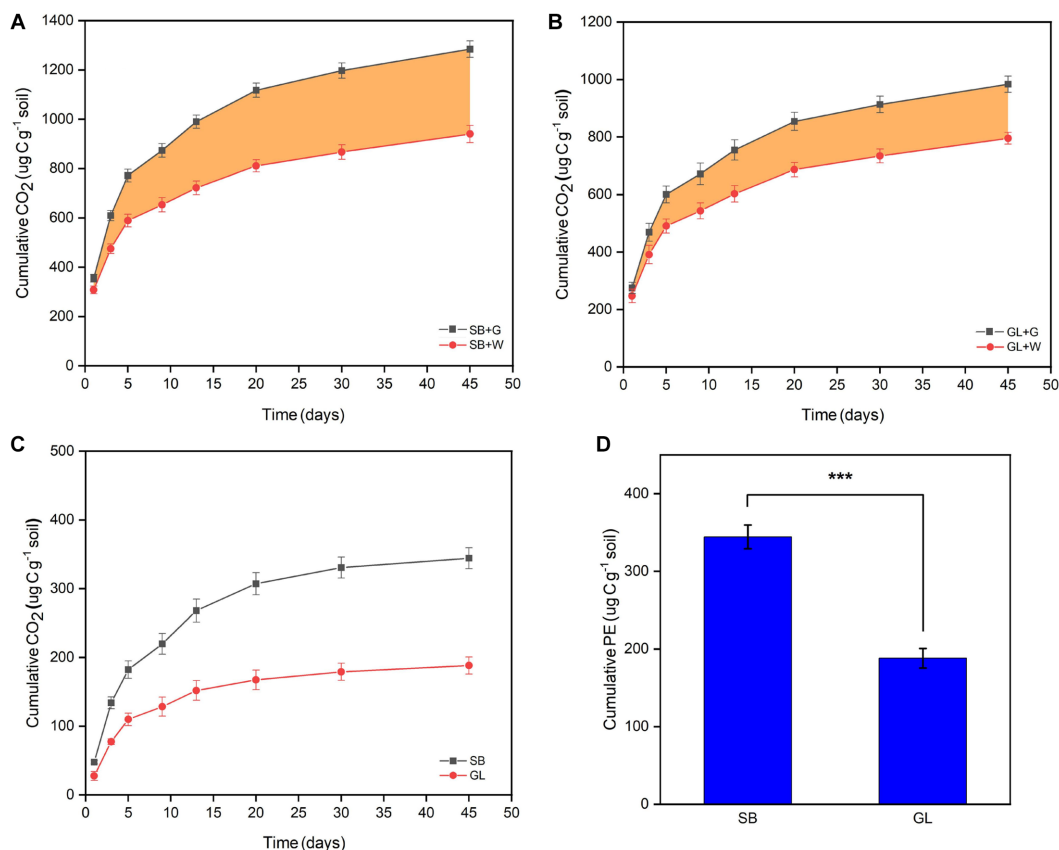 A
1400
1200
1000
800
600
400
200
0
Cumulative CO2 (ug C g-1 soil)
SB+G
SB+W
0 5 10 15 20 25 30 35 40 45 50
Time (days)
B
1200
1000
800
600
400
200
0
Cumulative CO2 (ug C g-1 soil)
GL+G
GL+W
0 5 10 15 20 25 30 35 40 45 50
Time (days)
C
500
400
300
200
100
0
Cumulative CO2 (ug C g-1 soil)
SB
GL
0 5 10 15 20 25 30 35 40 45 50
Time (days)
D
***
400
300
200
100
0
Cumulative PE (ug C g-1 soil)
SB GL